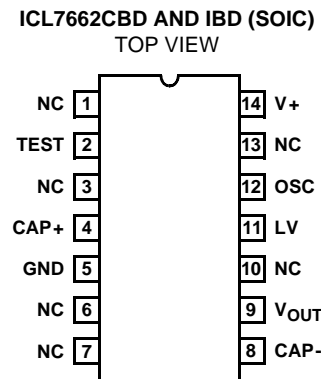 ICL7662CBD AND IBD (SOIC)
TOP VIEW
NC 1 14 V+
TEST 2 13 NC
NC 3 12 OSC
CAP+ 4 11 LV
GND 5 10 NC
NC 6 9 VOUT
NC 7 8 CAP-